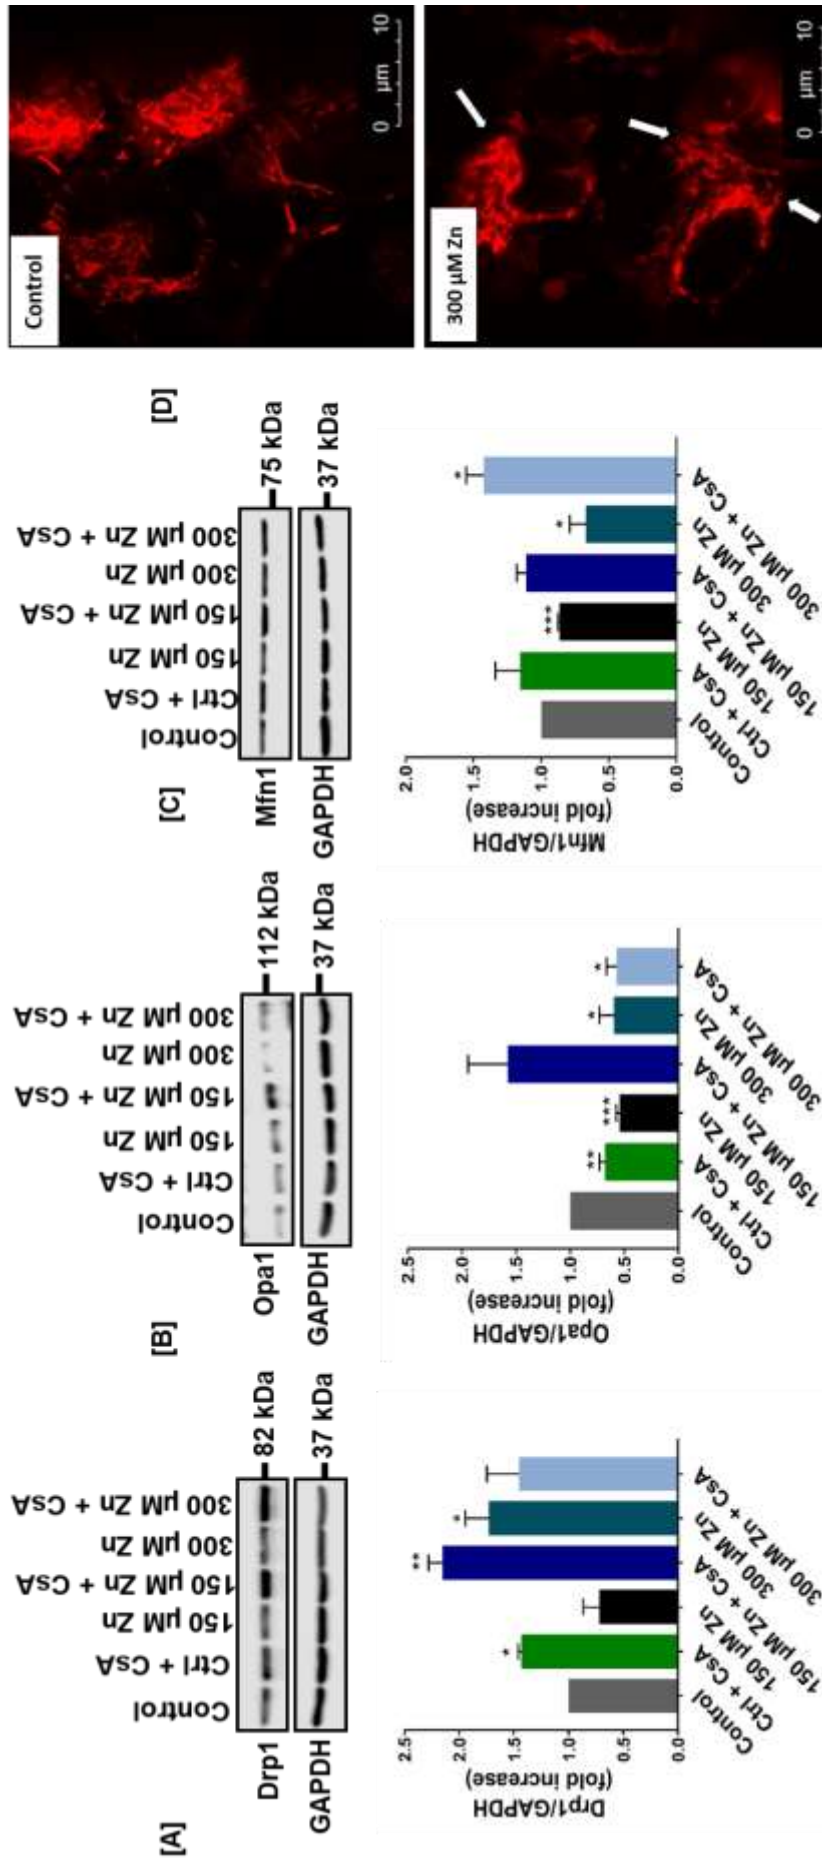 [A]
Control
Ctrl + CsA
150 µM Zn
150 µM Zn + CsA
300 µM Zn
300 µM Zn + CsA
Drp1
82 kDa
GAPDH
37 kDa
Drp1/GAPDH
(fold increase)
2.5
2.0
1.5
1.0
0.5
0.0
*
**
*
Control
Ctrl + CsA
150 µM Zn
150 µM Zn + CsA
300 µM Zn
300 µM Zn + CsA
[B]
Control
Ctrl + CsA
150 µM Zn
150 µM Zn + CsA
300 µM Zn
300 µM Zn + CsA
Opa1
112 kDa
GAPDH
37 kDa
Opa1/GAPDH
(fold increase)
2.5
2.0
1.5
1.0
0.5
0.0
**
***
*
*
Control
Ctrl + CsA
150 µM Zn
150 µM Zn + CsA
300 µM Zn
300 µM Zn + CsA
[C]
Control
Ctrl + CsA
150 µM Zn
150 µM Zn + CsA
300 µM Zn
300 µM Zn + CsA
Mfn1
75 kDa
GAPDH
37 kDa
Mfn1/GAPDH
(fold increase)
2.0
1.5
1.0
0.5
0.0
***
*
*
Control
Ctrl + CsA
150 µM Zn
150 µM Zn + CsA
300 µM Zn
300 µM Zn + CsA
[D]
Control
0 µm 10
300 µM Zn
0 µm 10